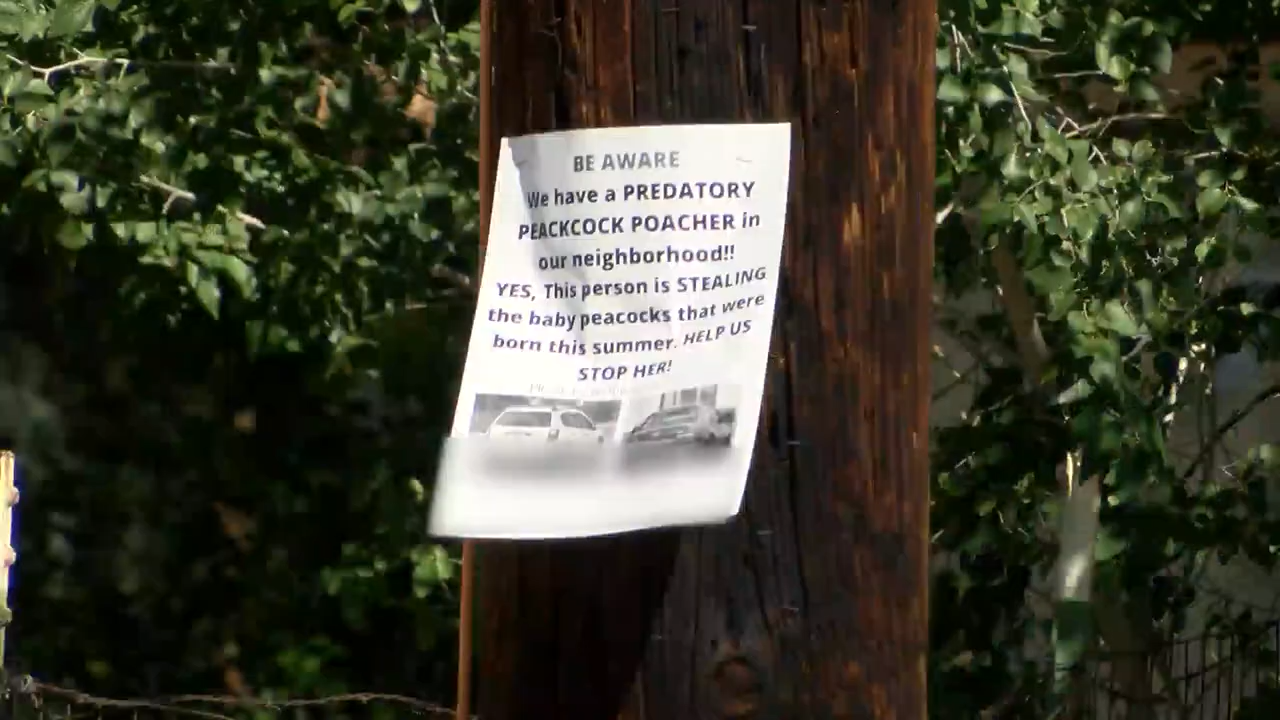 BE AWARE
We have a PREDATORY
PEACKCOCK POACHER in
our neighborhood!!
YES, This person is STEALING
the baby peacocks that were
born this summer. HELP US
STOP HER!